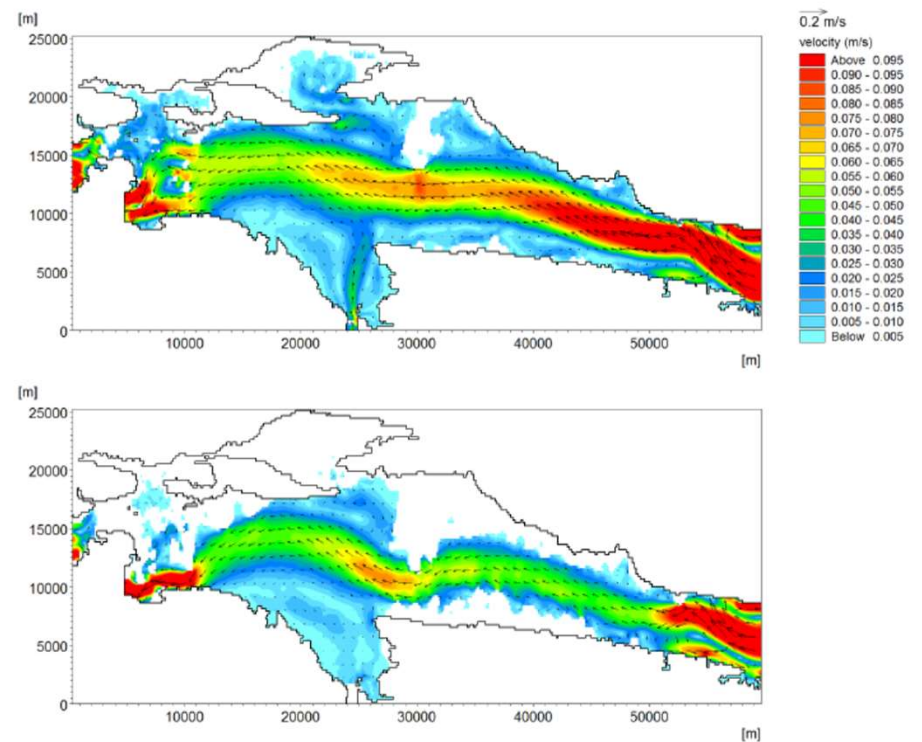 [m]
25000
20000
15000
10000
5000
0
10000 20000 30000 40000 50000
[m]
0.2 m/s
velocity (m/s)
Above 0.095
0.090 - 0.095
0.085 - 0.090
0.080 - 0.085
0.075 - 0.080
0.070 - 0.075
0.065 - 0.070
0.060 - 0.065
0.055 - 0.060
0.050 - 0.055
0.045 - 0.050
0.040 - 0.045
0.035 - 0.040
0.030 - 0.035
0.025 - 0.030
0.020 - 0.025
0.015 - 0.020
0.010 - 0.015
0.005 - 0.010
Below 0.005
[m]
25000
20000
15000
10000
5000
0
10000 20000 30000 40000 50000
[m]